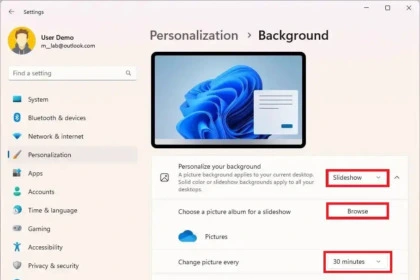 Settings
User Demo
m_lab@outlook.com
Find a setting
Personalization > Background
System
Bluetooth & devices
Network & internet
Personalization
Apps
Accounts
Time & language
Gaming
Accessibility
Privacy & security
Personalize your background
A picture background applies to your current desktop.
Solid color or slideshow backgrounds apply to all your
desktops.
Slideshow
Choose a picture album for a slideshow
Browse
Pictures
Change picture every
30 minutes